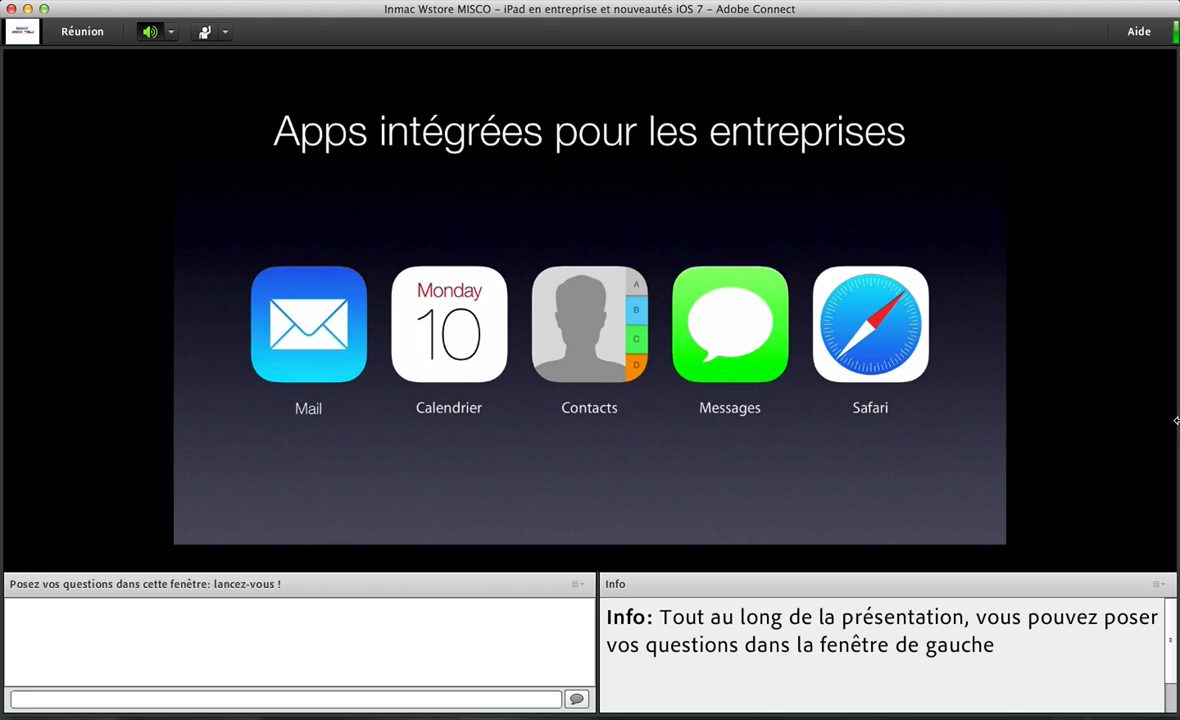 Inmac Wstore MISCO – iPad en entreprise et nouveautés iOS 7 – Adobe Connect
Réunion
Aide
Apps intégrées pour les entreprises
Monday
10
A
B
C
D
Mail
Calendrier
Contacts
Messages
Safari
Posez vos questions dans cette fenêtre: lancez-vous !
Info
Info: Tout au long de la présentation, vous pouvez poser
vos questions dans la fenêtre de gauche